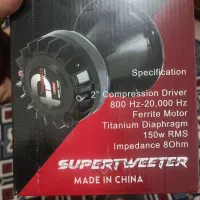 Specification
2" Compression Driver
800 Hz-20,000 Hz
Ferrite Motor
Titanium Diaphragm
150w RMS
Impedance 8Ohm
SUPERTWEETER
MADE IN CHINA